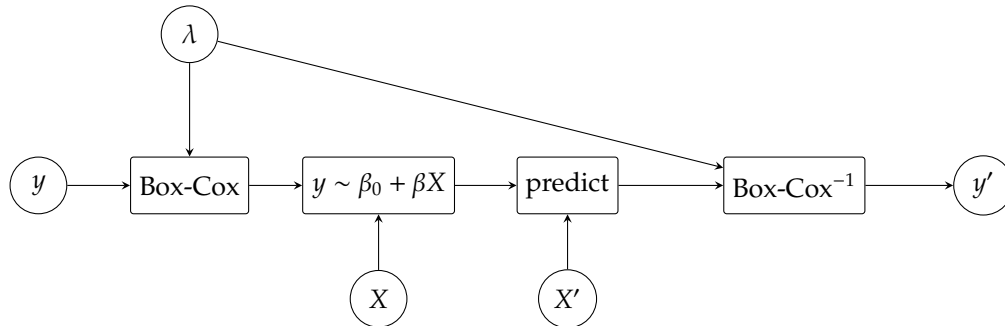 λ
y
Box-Cox
y ∼ β₀ + βX
predict
Box-Cox⁻¹
y′
X
X′